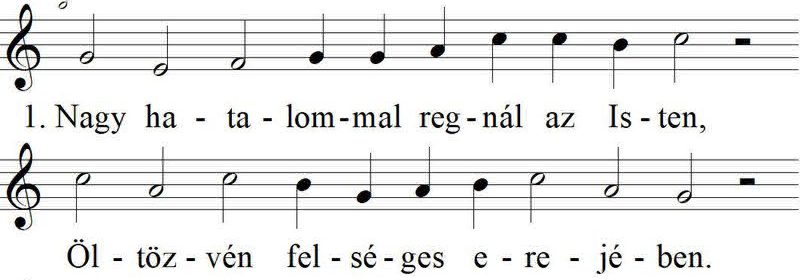 1. Nagy ha - ta - lom - mal reg - nál az Is - ten,
Öl - töz - vén fel - sé - ges e - re - jé - ben.